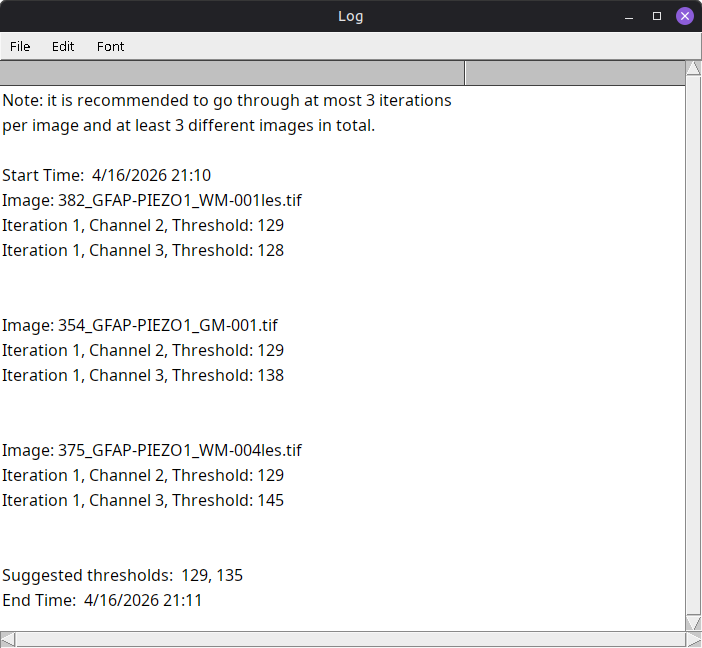 Log
File Edit Font
Note: it is recommended to go through at most 3 iterations
per image and at least 3 different images in total.
Start Time:  4/16/2026 21:10
Image: 382_GFAP-PIEZO1_WM-001les.tif
Iteration 1, Channel 2, Threshold: 129
Iteration 1, Channel 3, Threshold: 128
Image: 354_GFAP-PIEZO1_GM-001.tif
Iteration 1, Channel 2, Threshold: 129
Iteration 1, Channel 3, Threshold: 138
Image: 375_GFAP-PIEZO1_WM-004les.tif
Iteration 1, Channel 2, Threshold: 129
Iteration 1, Channel 3, Threshold: 145
Suggested thresholds:  129, 135
End Time:  4/16/2026 21:11